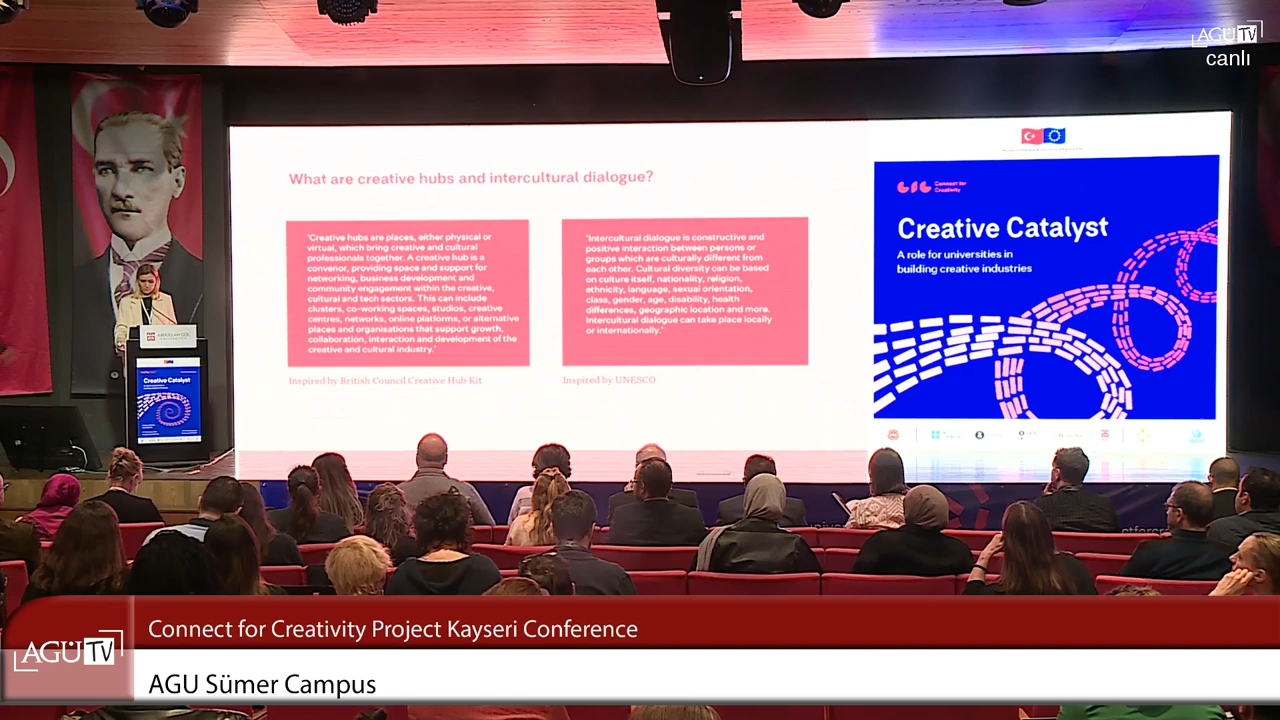 AGÜ TV
canlı
What are creative hubs and intercultural dialogue?
'Creative hubs are places, either physical or
virtual, which bring creative and cultural
professionals together. A creative hub is a
convenor, providing space and support for
networking, business development and
community engagement within the creative,
cultural and tech sectors. This can include
clusters, co-working spaces, studios, creative
centres, networks, online platforms, or alternative
places and organisations that support growth,
collaboration, interaction and development of the
creative and cultural industry.'
Inspired by British Council Creative Hub Kit
'Intercultural dialogue is constructive and
positive interaction between persons or
groups which are culturally different from
each other. Cultural diversity can be based
on culture itself, nationality, religion,
ethnicity, language, sexual orientation,
class, gender, age, disability, health
differences, geographic location and more.
Intercultural dialogue can take place locally
or internationally.'
Inspired by UNESCO
Connect for
Creativity
Creative Catalyst
A role for universities in
building creative industries
ABDULLAH GÜL
Creative Catalyst
Connect for Creativity Project Kayseri Conference
AGÜ TV
AGU Sümer Campus